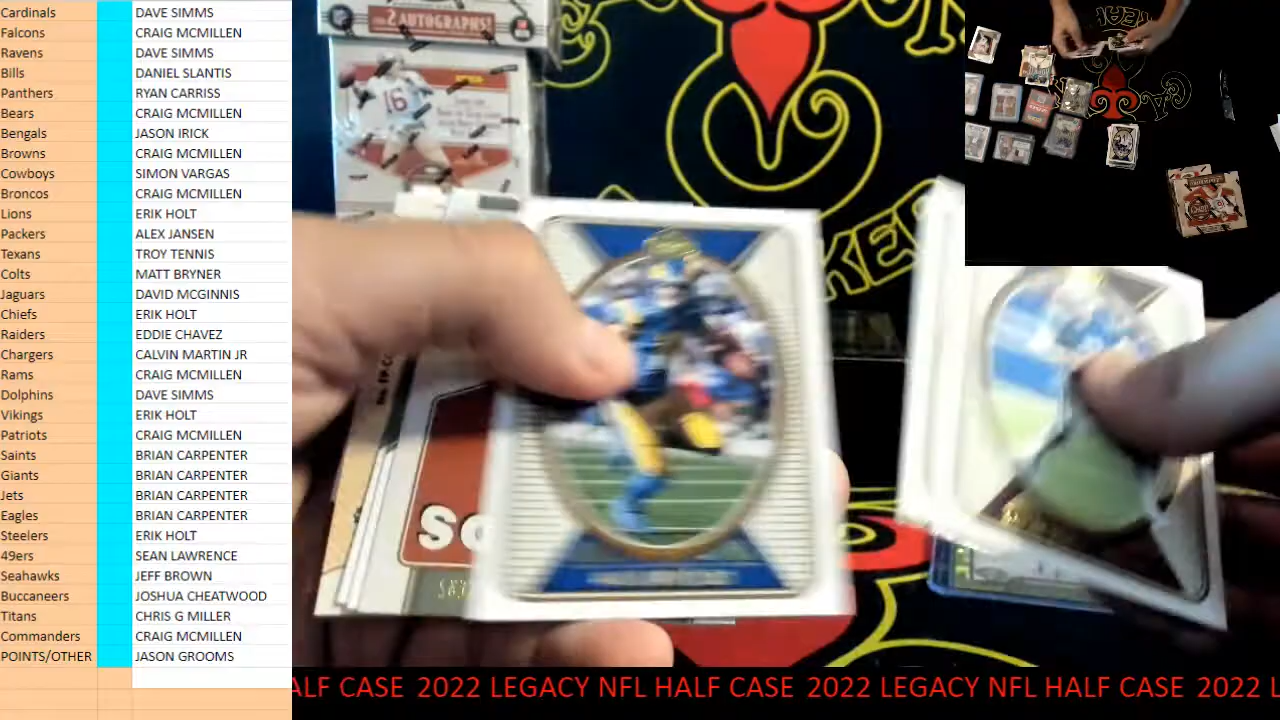 Cardinals DAVE SIMMS
Falcons CRAIG MCMILLEN
Ravens DAVE SIMMS
Bills DANIEL SLANTIS
Panthers RYAN CARRISS
Bears CRAIG MCMILLEN
Bengals JASON IRICK
Browns CRAIG MCMILLEN
Cowboys SIMON VARGAS
Broncos CRAIG MCMILLEN
Lions ERIK HOLT
Packers ALEX JANSEN
Texans TROY TENNIS
Colts MATT BRYNER
Jaguars DAVID MCGINNIS
Chiefs ERIK HOLT
Raiders EDDIE CHAVEZ
Chargers CALVIN MARTIN JR
Rams CRAIG MCMILLEN
Dolphins DAVE SIMMS
Vikings ERIK HOLT
Patriots CRAIG MCMILLEN
Saints BRIAN CARPENTER
Giants BRIAN CARPENTER
Jets BRIAN CARPENTER
Eagles BRIAN CARPENTER
Steelers ERIK HOLT
49ers SEAN LAWRENCE
Seahawks JEFF BROWN
Buccaneers JOSHUA CHEATWOOD
Titans CHRIS G MILLER
Commanders CRAIG MCMILLEN
POINTS/OTHER JASON GROOMS
2 AUTOGRAPHS!
16
KE
SO
ALF CASE 2022 LEGACY NFL HALF CASE 2022 LEGACY NFL HALF CASE 2022 L